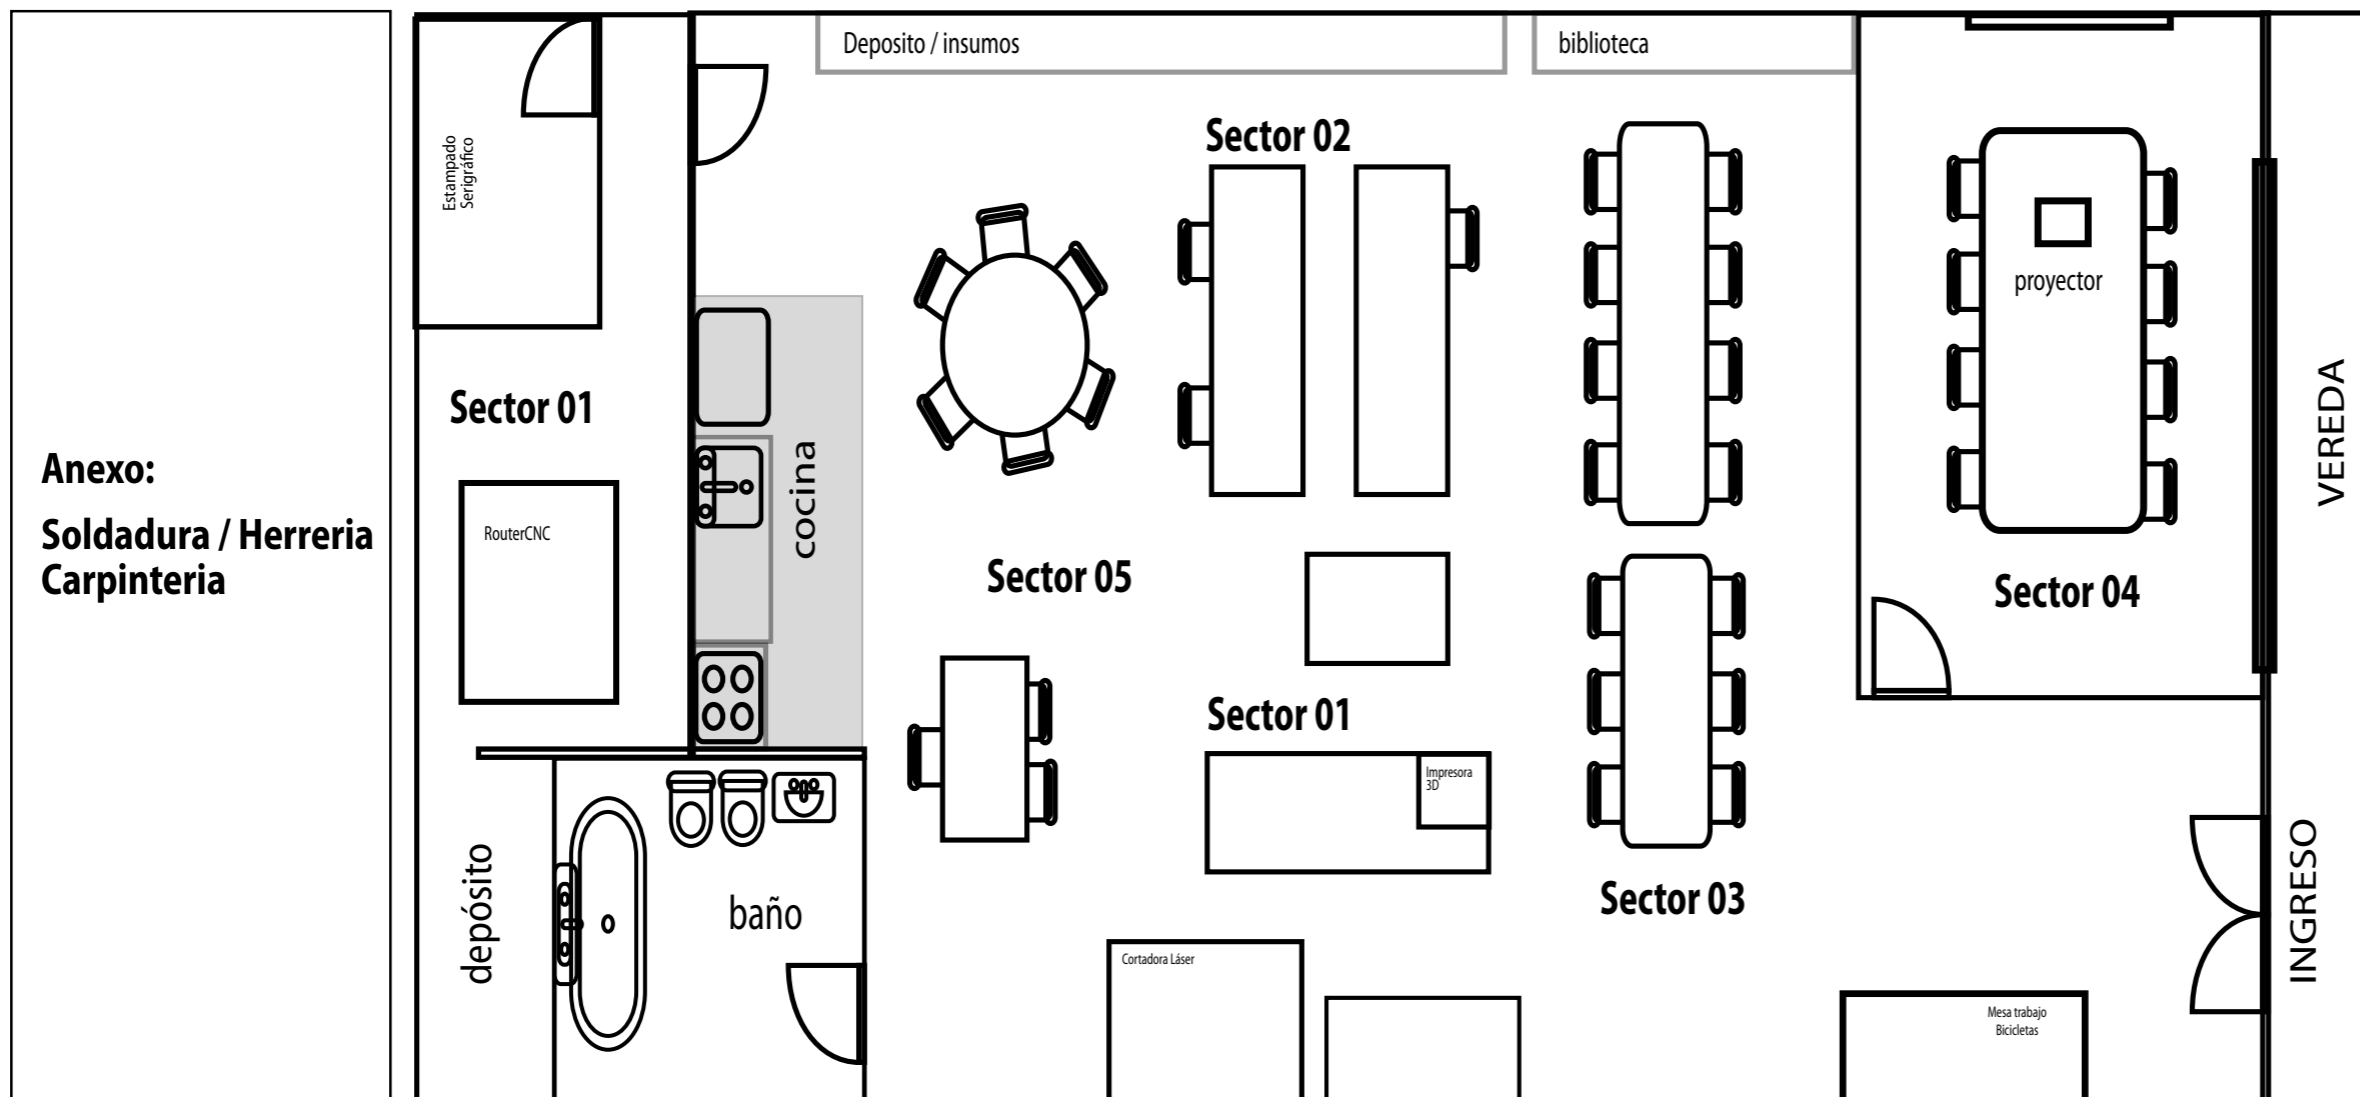 Deposito / insumos
biblioteca
Estampado
Serigráfico
Sector 02
proyector
Sector 01
VEREDA
cocina
Anexo:
Soldadura / Herreria
Carpinteria
RouterCNC
Sector 05
Sector 04
Sector 01
Impresora
3D
depósito
baño
Sector 03
INGRESO
Cortadora Láser
Mesa trabajo
Bicicletas